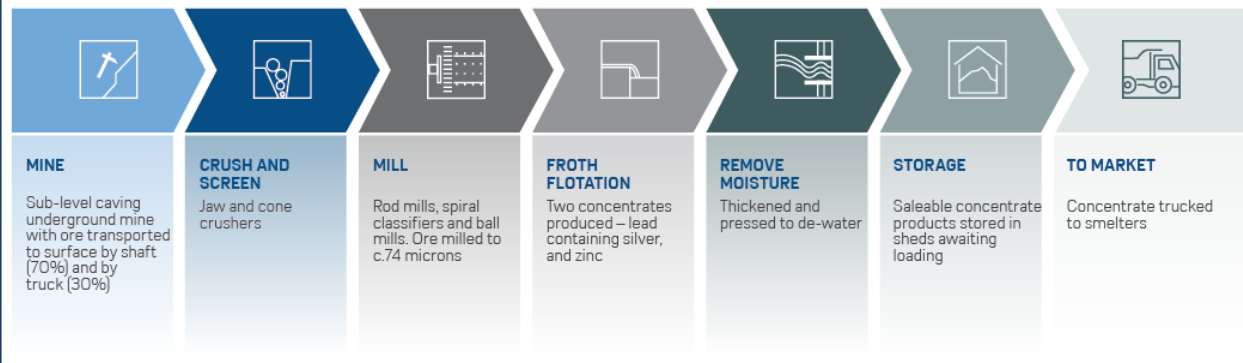 MINE
Sub-level caving
underground mine
with ore transported
to surface by shaft
(70%) and by
truck (30%)
CRUSH AND
SCREEN
Jaw and cone
crushers
MILL
Rod mills, spiral
classifiers and ball
mills. Ore milled to
c.74 microns
FROTH
FLOTATION
Two concentrates
produced – lead
containing silver,
and zinc
REMOVE
MOISTURE
Thickened and
pressed to de-water
STORAGE
Saleable concentrate
products stored in
sheds awaiting
loading
TO MARKET
Concentrate trucked
to smelters